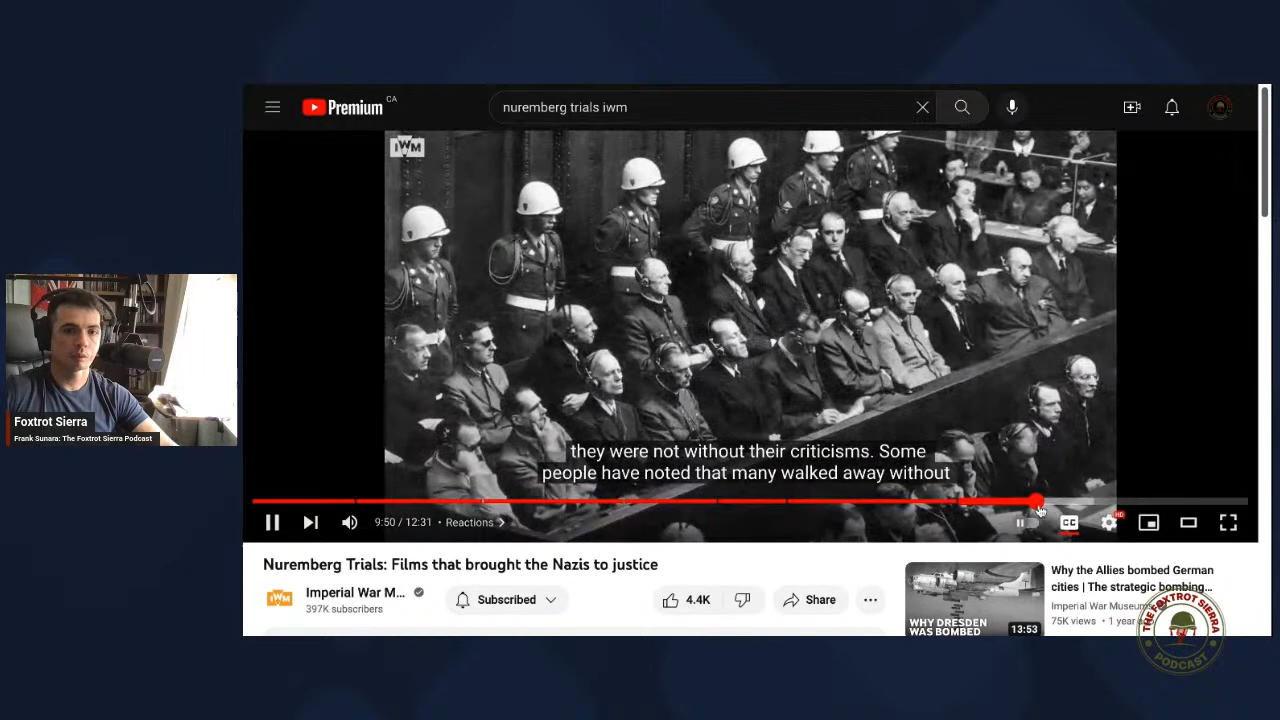 Premium CA
nuremberg trials iwm
IWM
they were not without their criticisms. Some
people have noted that many walked away without
9:50 / 12:31 • Reactions
CC
HD
Nuremberg Trials: Films that brought the Nazis to justice
IWM
Imperial War M...
397K subscribers
Subscribed
4.4K
Share
WHY DRESDEN
WAS BOMBED
13:53
Why the Allies bombed German
cities | The strategic bombing...
Imperial War Museums
75K views • 1 year
THE FOXTROT SIERRA
PODCAST
Foxtrot Sierra
Frank Sunara: The Foxtrot Sierra Podcast